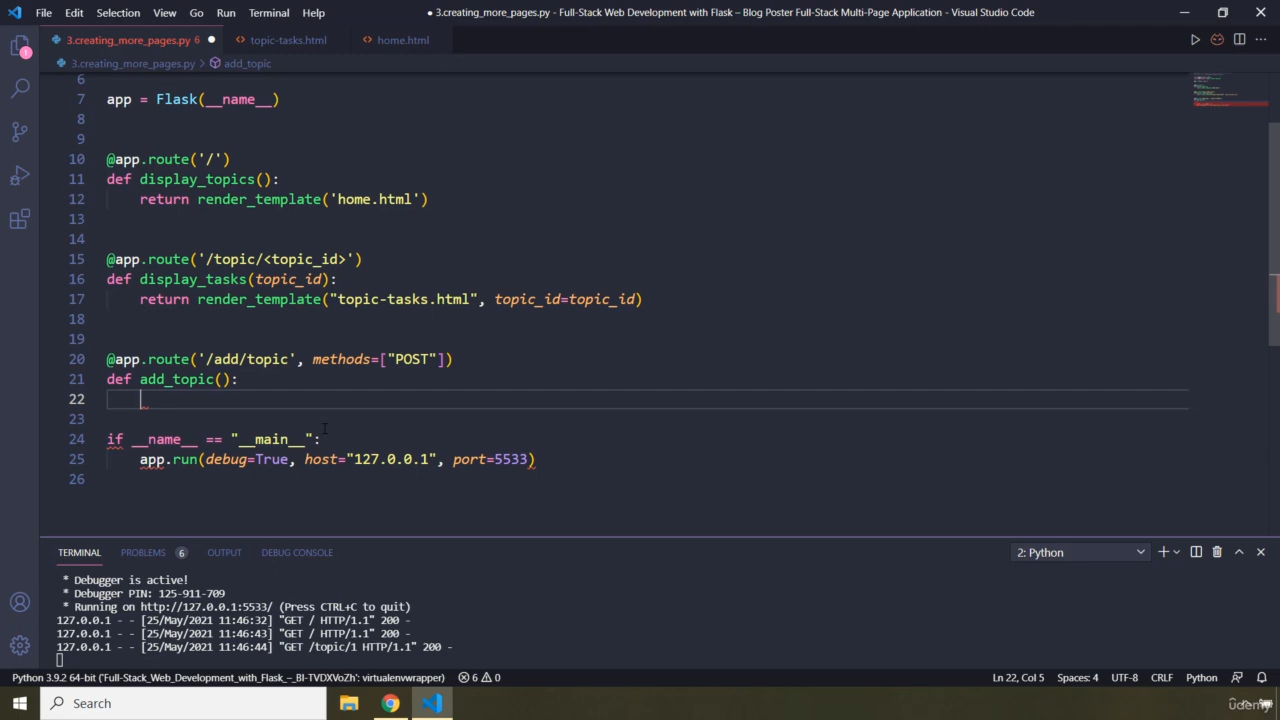 File Edit Selection View Go Run Terminal Help
● 3.creating_more_pages.py - Full-Stack Web Development with Flask – Blog Poster Full-Stack Multi-Page Application - Visual Studio Code
3.creating_more_pages.py 6 ● <> topic-tasks.html <> home.html
3.creating_more_pages.py > add_topic
1
6
7 app = Flask(__name__)
8
9
10 @app.route('/')
11 def display_topics():
12 return render_template('home.html')
13
14
15 @app.route('/topic/<topic_id>')
16 def display_tasks(topic_id):
17 return render_template("topic-tasks.html", topic_id=topic_id)
18
19
20 @app.route('/add/topic', methods=["POST"])
21 def add_topic():
22
23
24 if __name__ == "__main__":
25 app.run(debug=True, host="127.0.0.1", port=5533)
26
TERMINAL PROBLEMS 6 OUTPUT DEBUG CONSOLE 2: Python
* Debugger is active!
* Debugger PIN: 125-911-709
* Running on http://127.0.0.1:5533/ (Press CTRL+C to quit)
127.0.0.1 - - [25/May/2021 11:46:32] "GET / HTTP/1.1" 200 -
127.0.0.1 - - [25/May/2021 11:46:43] "GET / HTTP/1.1" 200 -
127.0.0.1 - - [25/May/2021 11:46:44] "GET /topic/1 HTTP/1.1" 200 -
Python 3.9.2 64-bit ('Full-Stack_Web_Development_with_Flask_-_BI-TVDXVoZh': virtualenvwrapper) 6 0 Ln 22, Col 5 Spaces: 4 UTF-8 CRLF Python
Search
udemy